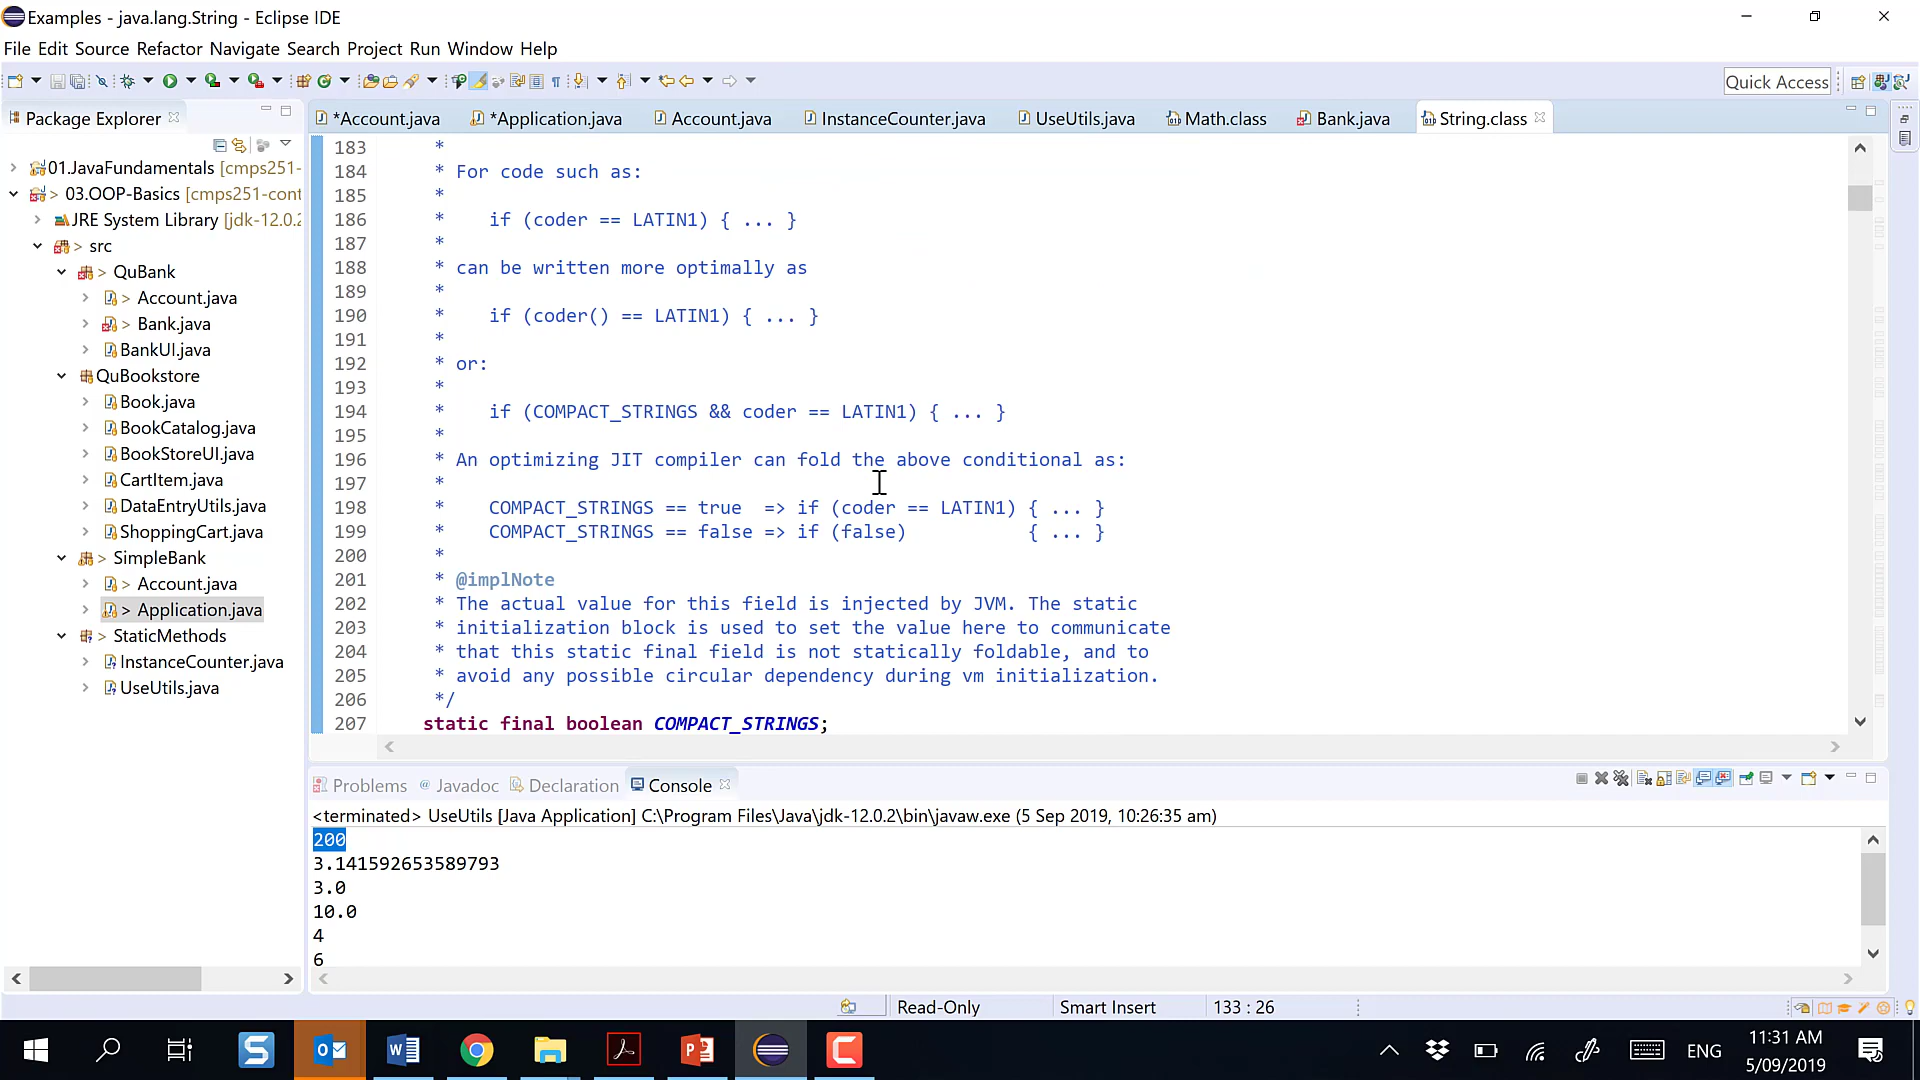 Examples - java.lang.String - Eclipse IDE
File Edit Source Refactor Navigate Search Project Run Window Help
Quick Access
Package Explorer
*Account.java *Application.java Account.java InstanceCounter.java UseUtils.java Math.class Bank.java String.class
01.JavaFundamentals [cmps251-
> 03.OOP-Basics [cmps251-cont
JRE System Library [jdk-12.0.2
> src
> QuBank
> Account.java
> Bank.java
BankUI.java
QuBookstore
Book.java
BookCatalog.java
BookStoreUI.java
CartItem.java
DataEntryUtils.java
ShoppingCart.java
> SimpleBank
> Account.java
> Application.java
> StaticMethods
InstanceCounter.java
UseUtils.java
183 *
184 * For code such as:
185 *
186 * if (coder == LATIN1) { ... }
187 *
188 * can be written more optimally as
189 *
190 * if (coder() == LATIN1) { ... }
191 *
192 * or:
193 *
194 * if (COMPACT_STRINGS && coder == LATIN1) { ... }
195 *
196 * An optimizing JIT compiler can fold the above conditional as:
197 *
198 * COMPACT_STRINGS == true => if (coder == LATIN1) { ... }
199 * COMPACT_STRINGS == false => if (false) { ... }
200 *
201 * @implNote
202 * The actual value for this field is injected by JVM. The static
203 * initialization block is used to set the value here to communicate
204 * that this static final field is not statically foldable, and to
205 * avoid any possible circular dependency during vm initialization.
206 */
207 static final boolean COMPACT_STRINGS;
Problems Javadoc Declaration Console
<terminated> UseUtils [Java Application] C:\Program Files\Java\jdk-12.0.2\bin\javaw.exe (5 Sep 2019, 10:26:35 am)
200
3.141592653589793
3.0
10.0
4
6
Read-Only Smart Insert 133 : 26
ENG
11:31 AM
5/09/2019